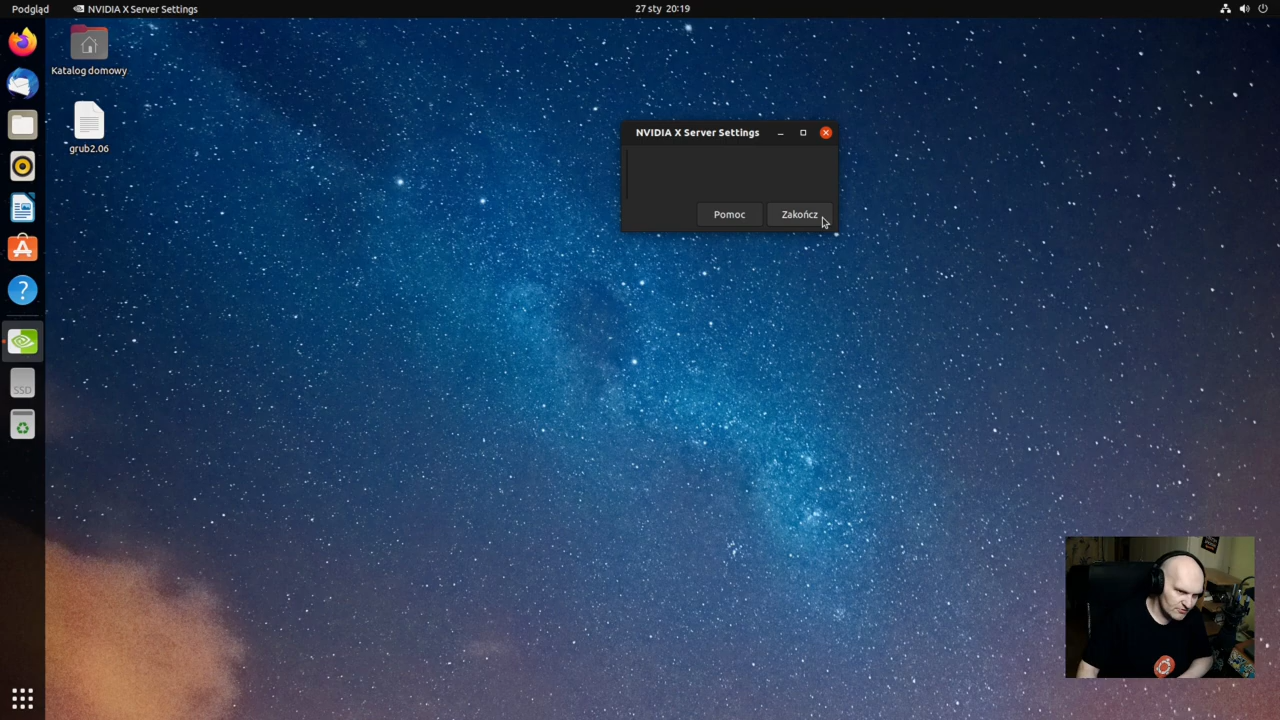 Podgląd
NVIDIA X Server Settings
27 sty 20:19
Katalog domowy
grub2.06
NVIDIA X Server Settings
Pomoc
Zakończ
SSD